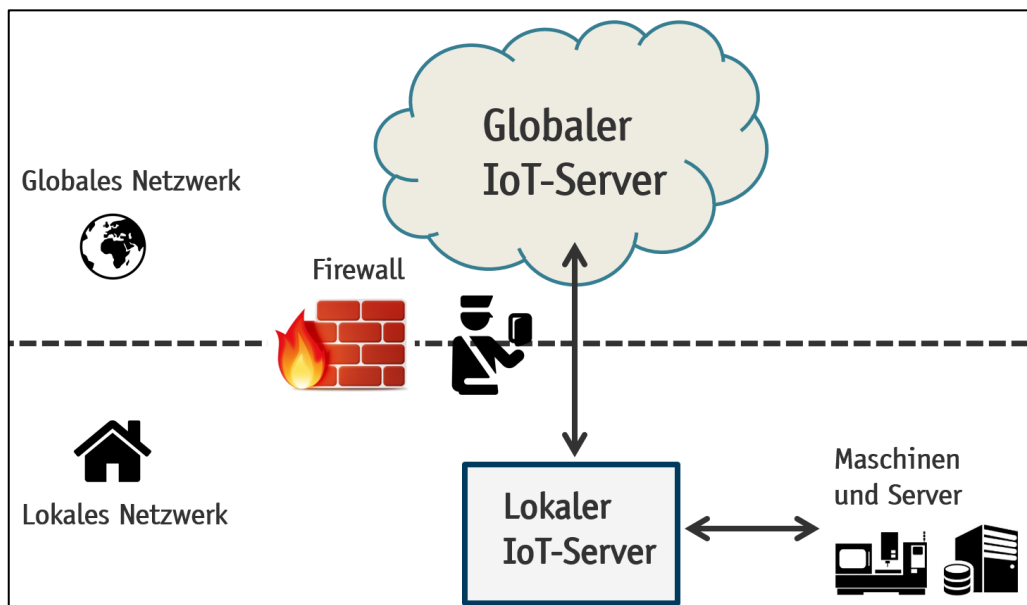 Globaler
IoT-Server
Globales Netzwerk
Firewall
Lokales Netzwerk
Lokaler
IoT-Server
Maschinen
und Server